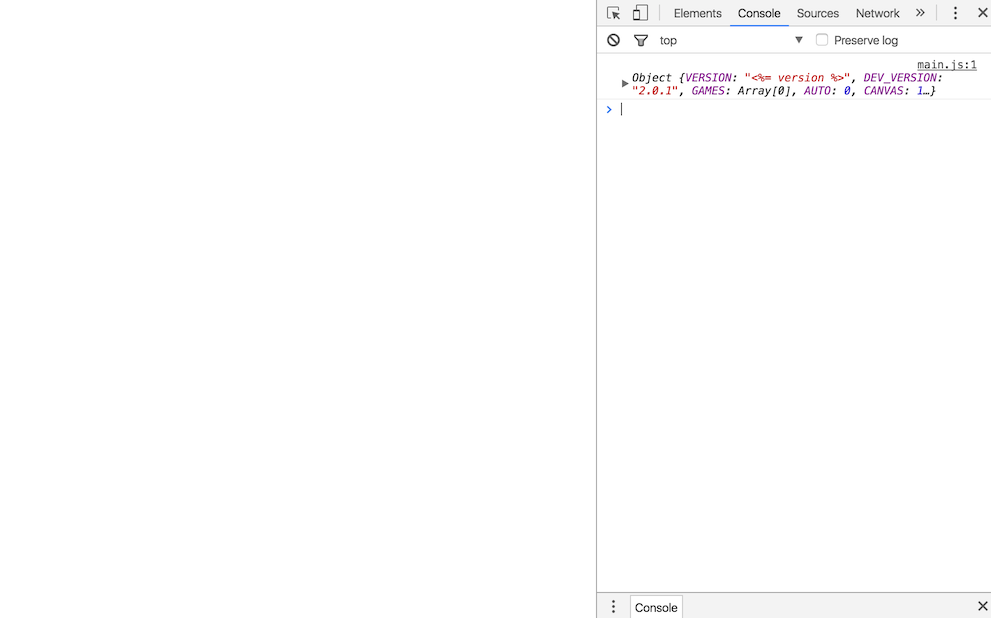 Elements Console Sources Network
top Preserve log
main.js:1
Object {VERSION: "<%= version %>", DEV_VERSION:
"2.0.1", GAMES: Array[0], AUTO: 0, CANVAS: 1…}
Console